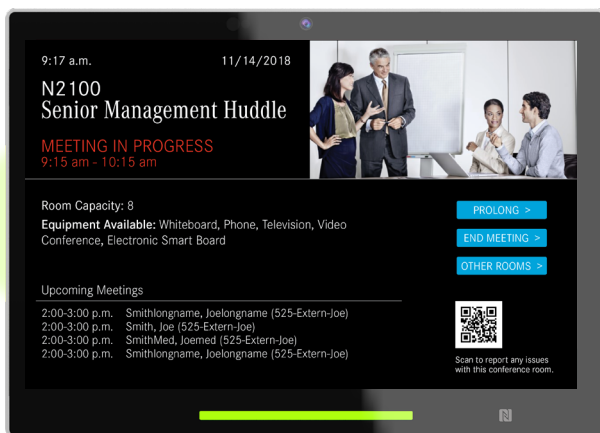 9:17 a.m. 11/14/2018
N2100
Senior Management Huddle
MEETING IN PROGRESS
9:15 am - 10:15 am
Room Capacity: 8
Equipment Available: Whiteboard, Phone, Television, Video
Conference, Electronic Smart Board
PROLONG >
END MEETING >
OTHER ROOMS >
Upcoming Meetings
2:00-3:00 p.m. Smithlongname, Joelongname (525-Extern-Joe)
2:00-3:00 p.m. Smith, Joe (525-Extern-Joe)
2:00-3:00 p.m. SmithMed, Joemed (525-Extern-Joe)
2:00-3:00 p.m. Smithlongname, Joelongname (525-Extern-Joe)
Scan to report any issues
with this conference room.